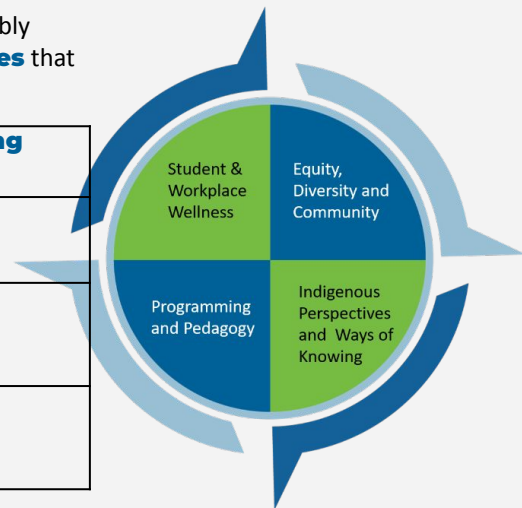 bly
es that
ng
Student &
Workplace
Wellness
Equity,
Diversity and
Community
Programming
and Pedagogy
Indigenous
Perspectives
and Ways of
Knowing